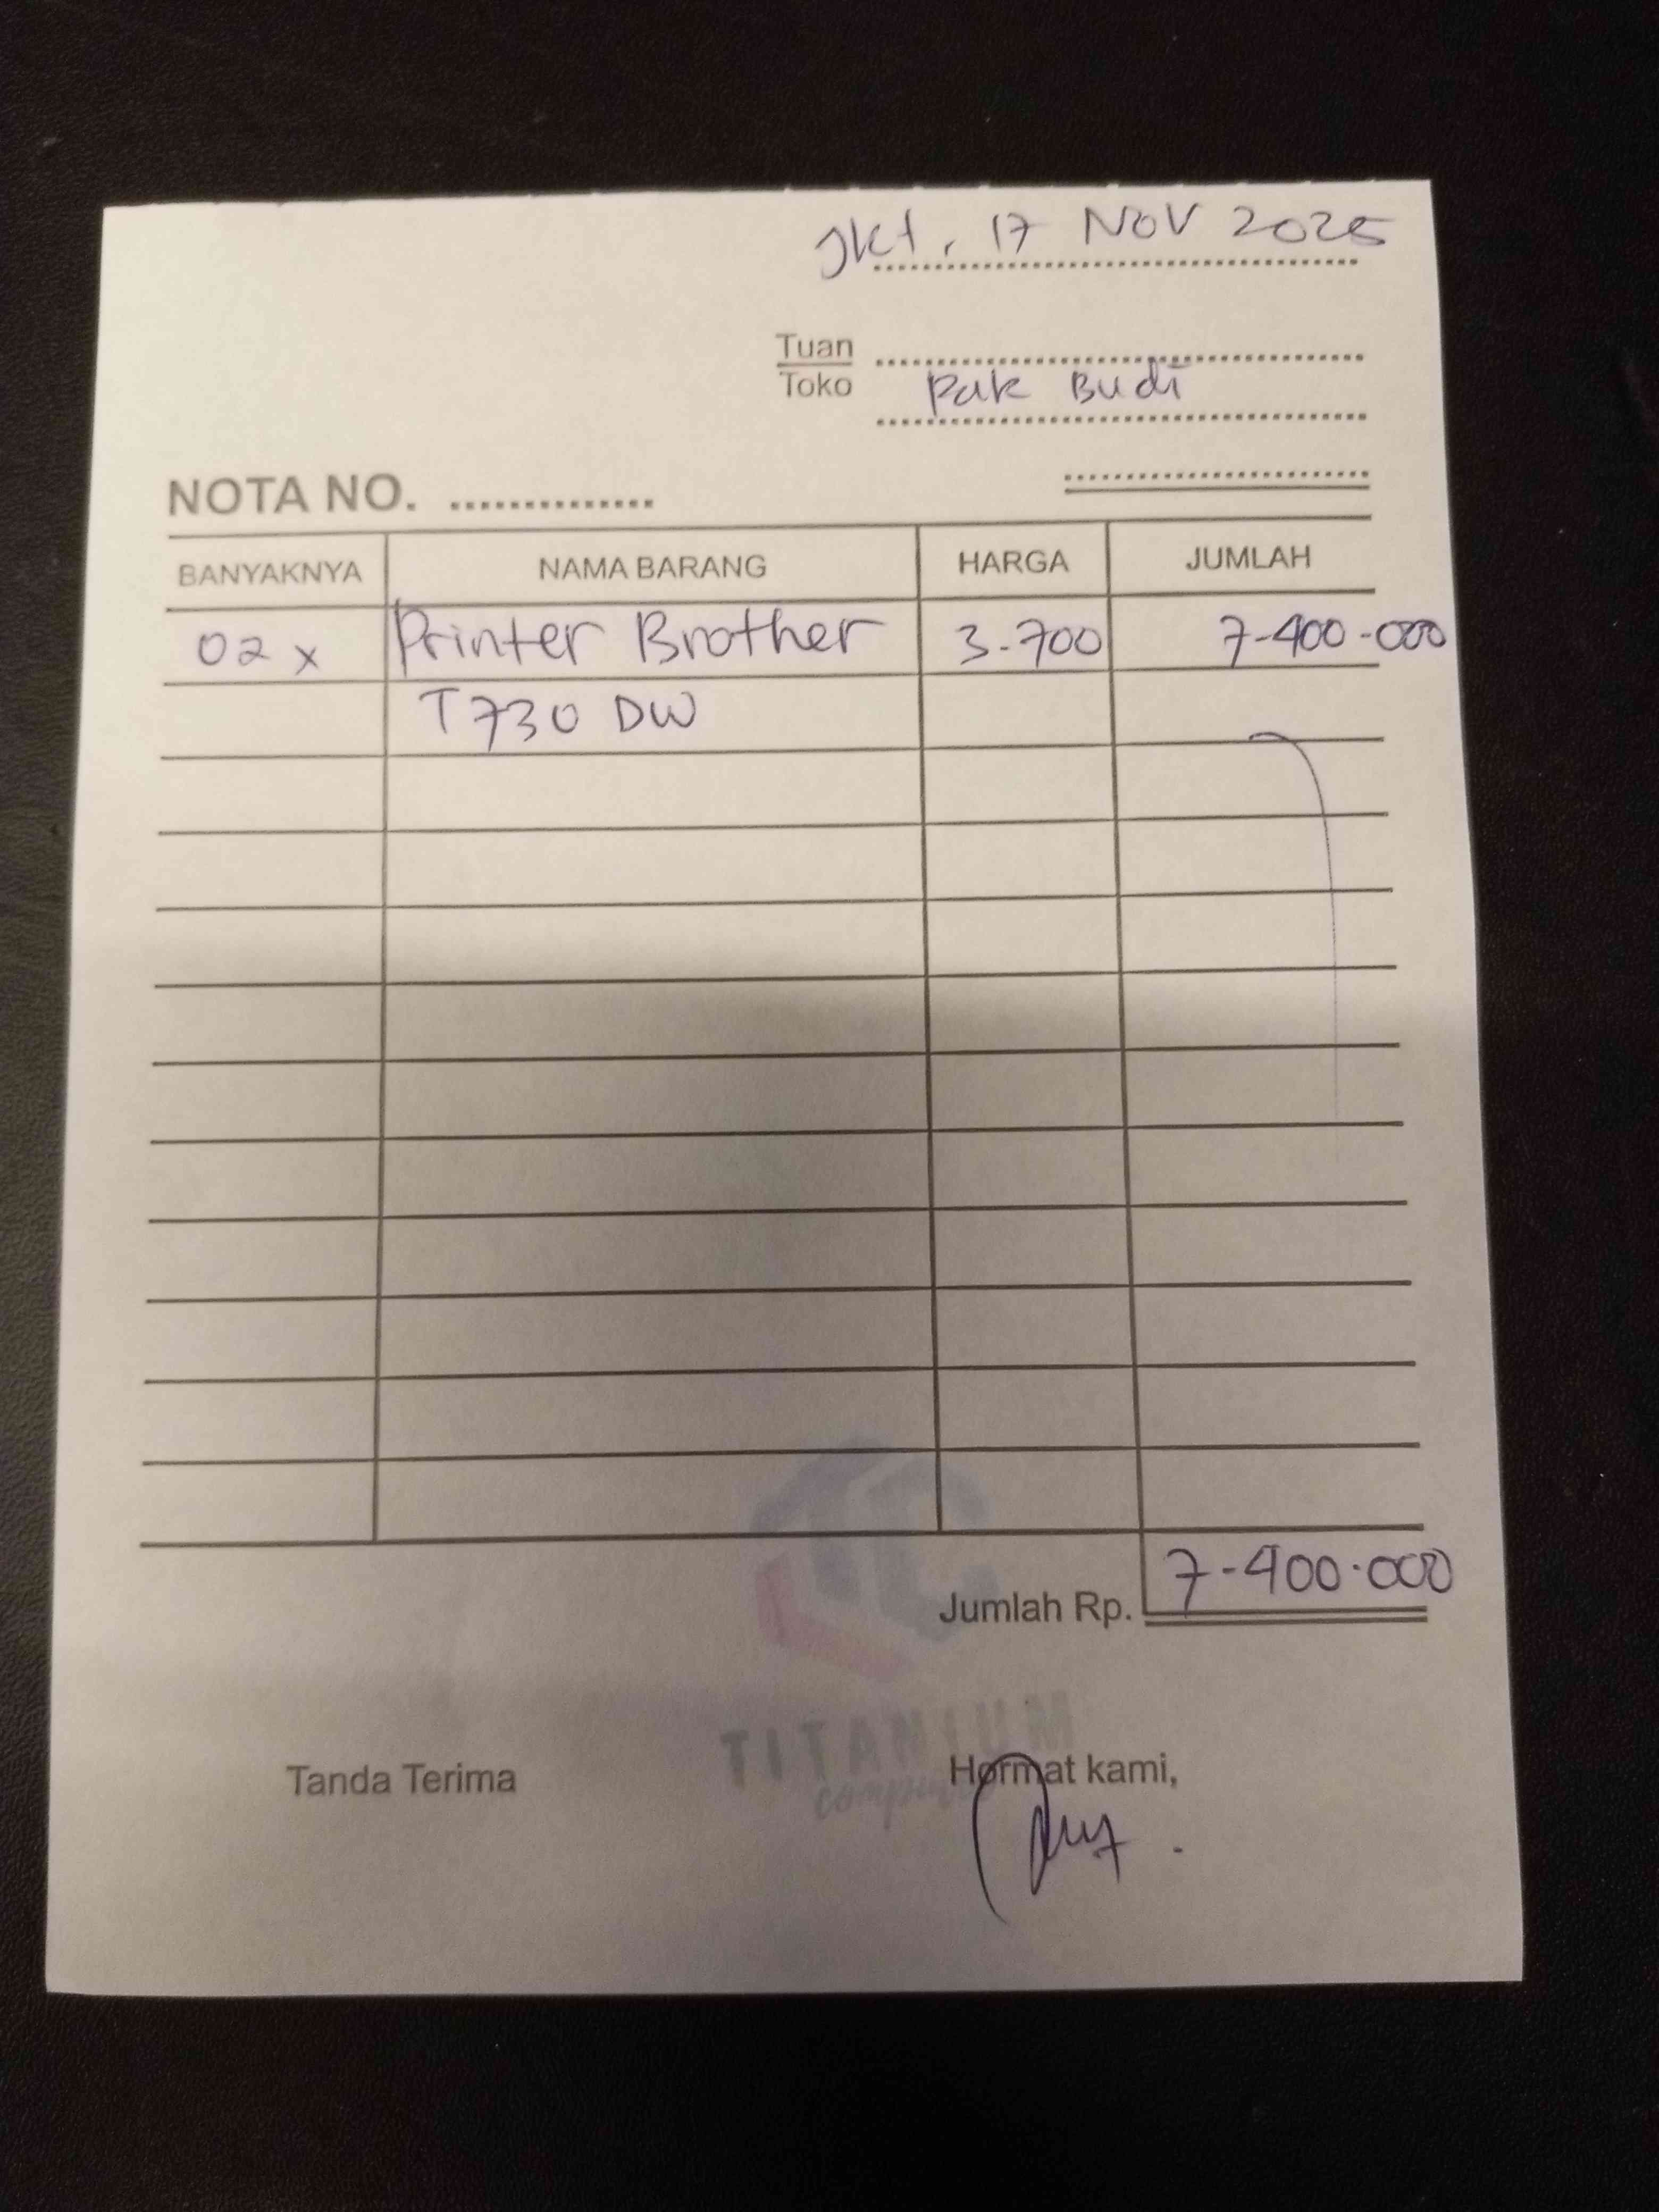 Jkt, 17 NOV 2025
Tuan
Toko
Pak Budi
NOTA NO. ..............
BANYAKNYA NAMA BARANG HARGA JUMLAH
02 x Printer Brother 3-700 7-400-000
T730 DW
Jumlah Rp. 7-400.000
TITANIUM
Tanda Terima Hormat kami,